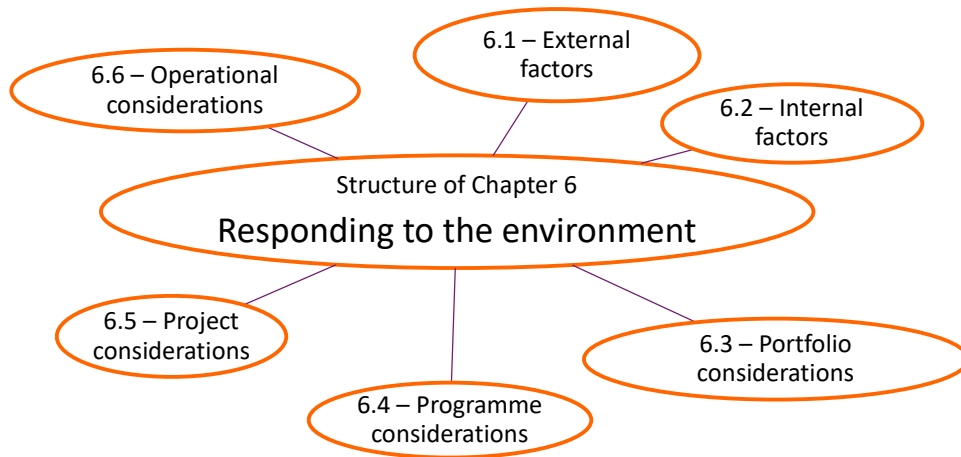 Structure of Chapter 6
Responding to the environment
6.1 – External
factors
6.2 – Internal
factors
6.3 – Portfolio
considerations
6.4 – Programme
considerations
6.5 – Project
considerations
6.6 – Operational
considerations